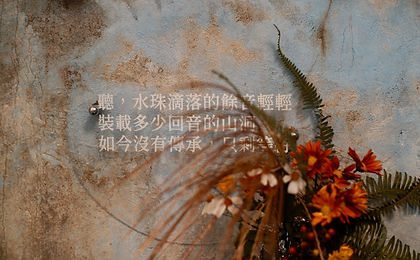 聽,水珠滴落的餘音輕輕
裝載多少回音的山洞
如今沒有傳承,只剩